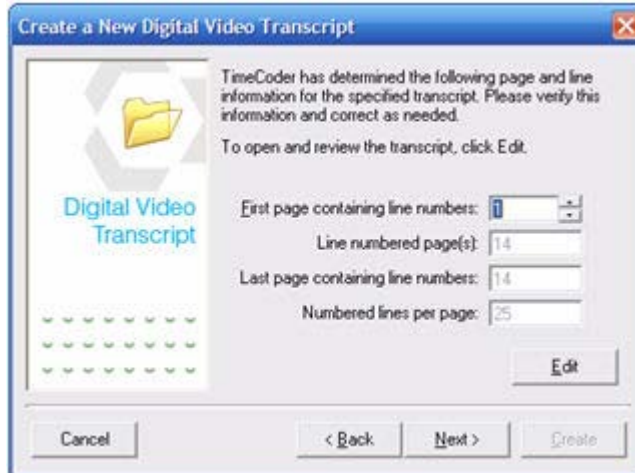 Create a New Digital Video Transcript
TimeCoder has determined the following page and line
information for the specified transcript. Please verify this
information and correct as needed.
To open and review the transcript, click Edit.
Digital Video
Transcript
First page containing line numbers: 1
Line numbered page(s): 14
Last page containing line numbers: 14
Numbered lines per page: 25
Edit
Cancel
< Back
Next >
Create